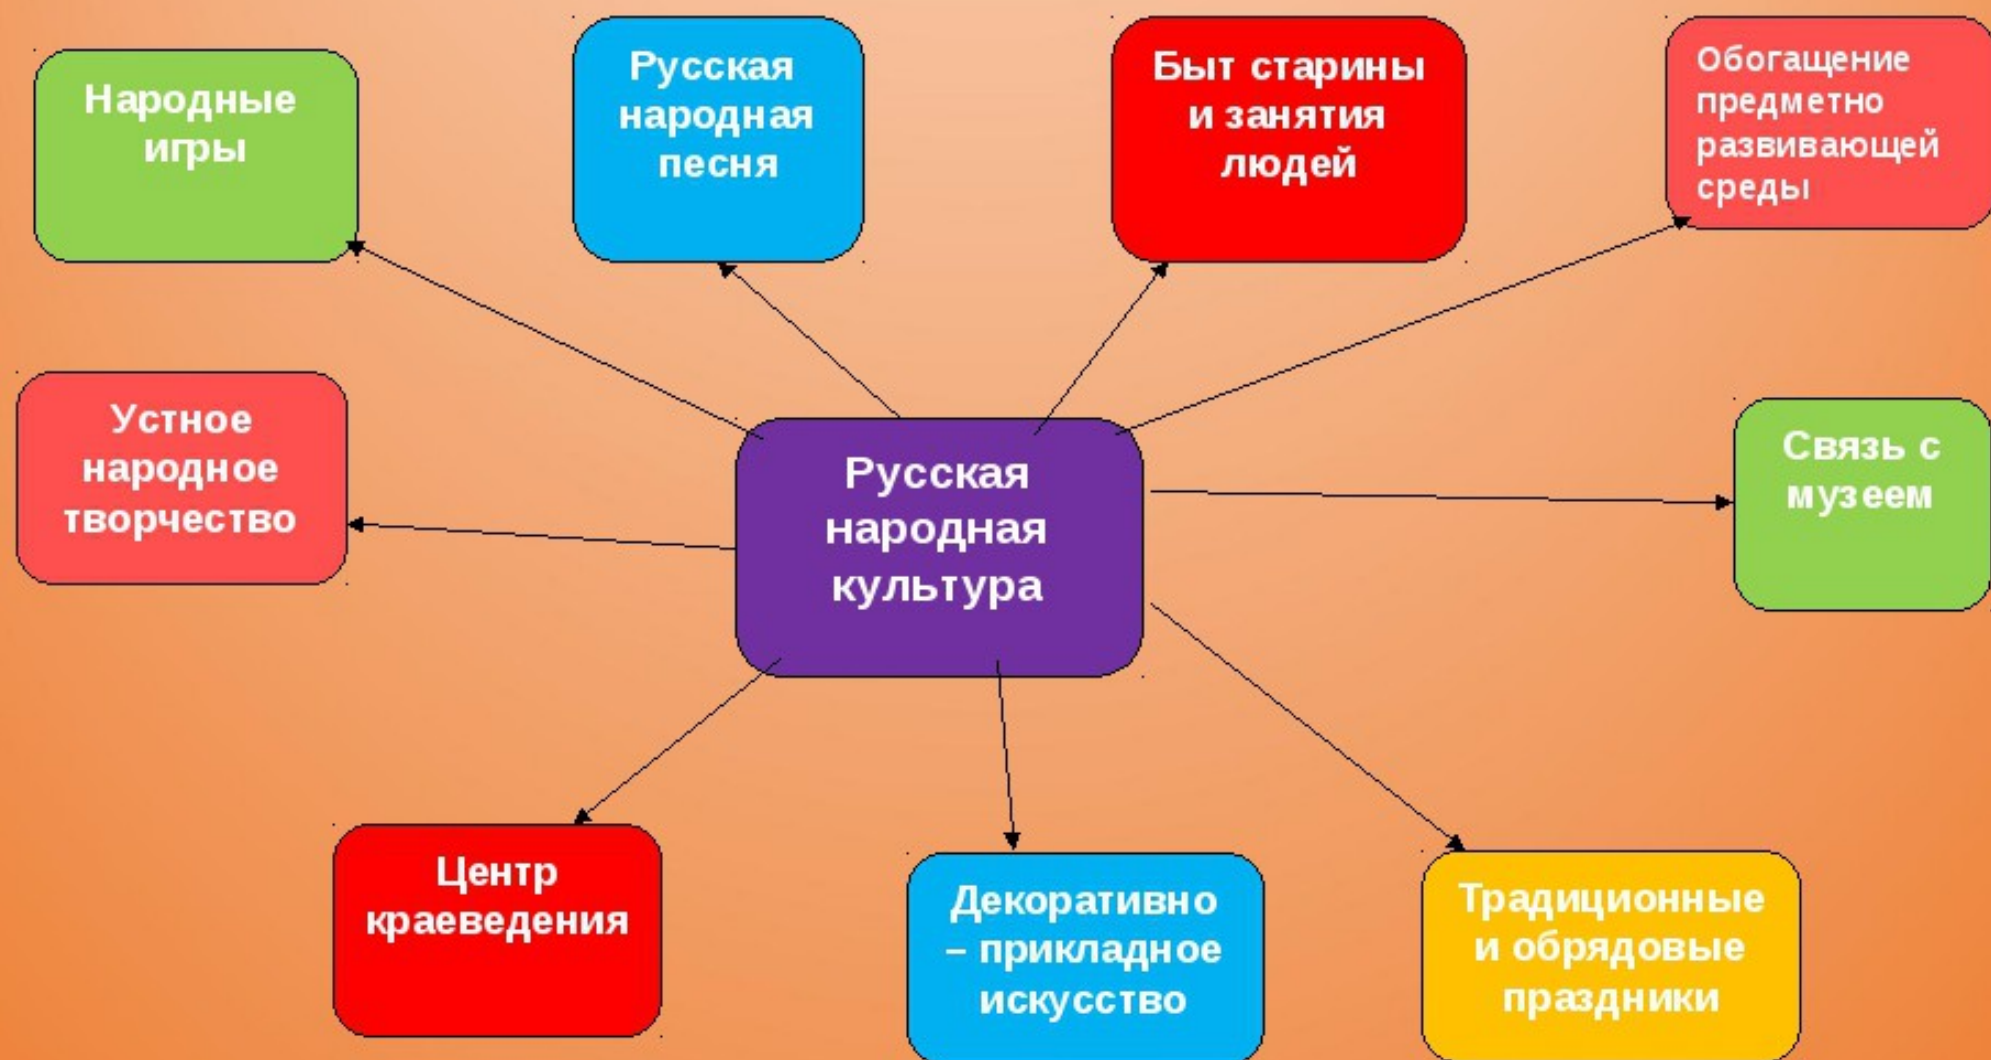 Народные
игры
Русская
народная
песня
Быт старины
и занятия
людей
Обогащение
предметно
развивающей
среды
Устное
народное
творчество
Русская
народная
культура
Связь с
музеем
Центр
краеведения
Декоративно
– прикладное
искусство
Традиционные
и обрядовые
праздники